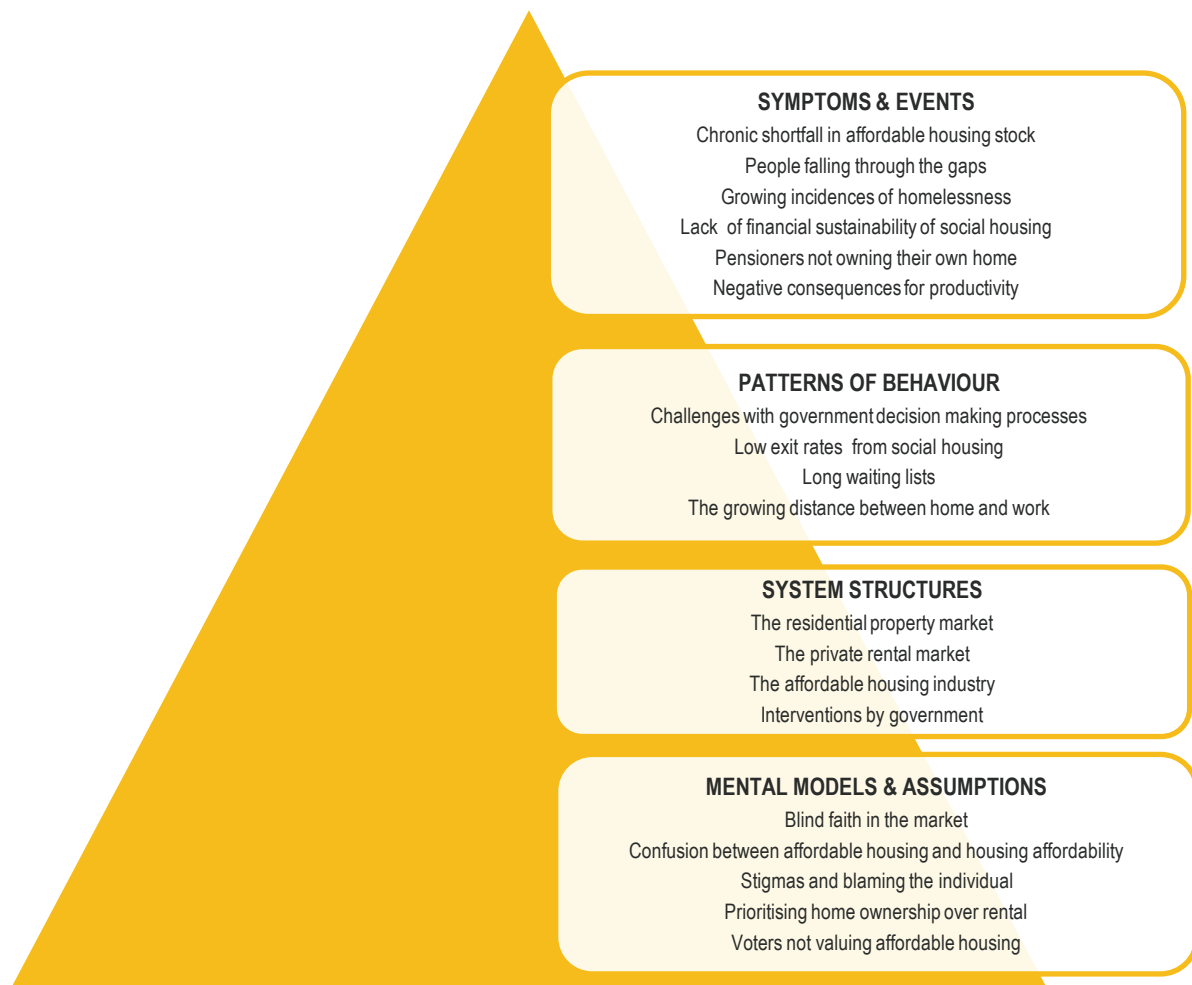 SYMPTOMS & EVENTS
Chronic shortfall in affordable housing stock
People falling through the gaps
Growing incidences of homelessness
Lack of financial sustainability of social housing
Pensioners not owning their own home
Negative consequences for productivity
PATTERNS OF BEHAVIOUR
Challenges with government decision making processes
Low exit rates from social housing
Long waiting lists
The growing distance between home and work
SYSTEM STRUCTURES
The residential property market
The private rental market
The affordable housing industry
Interventions by government
MENTAL MODELS & ASSUMPTIONS
Blind faith in the market
Confusion between affordable housing and housing affordability
Stigmas and blaming the individual
Prioritising home ownership over rental
Voters not valuing affordable housing